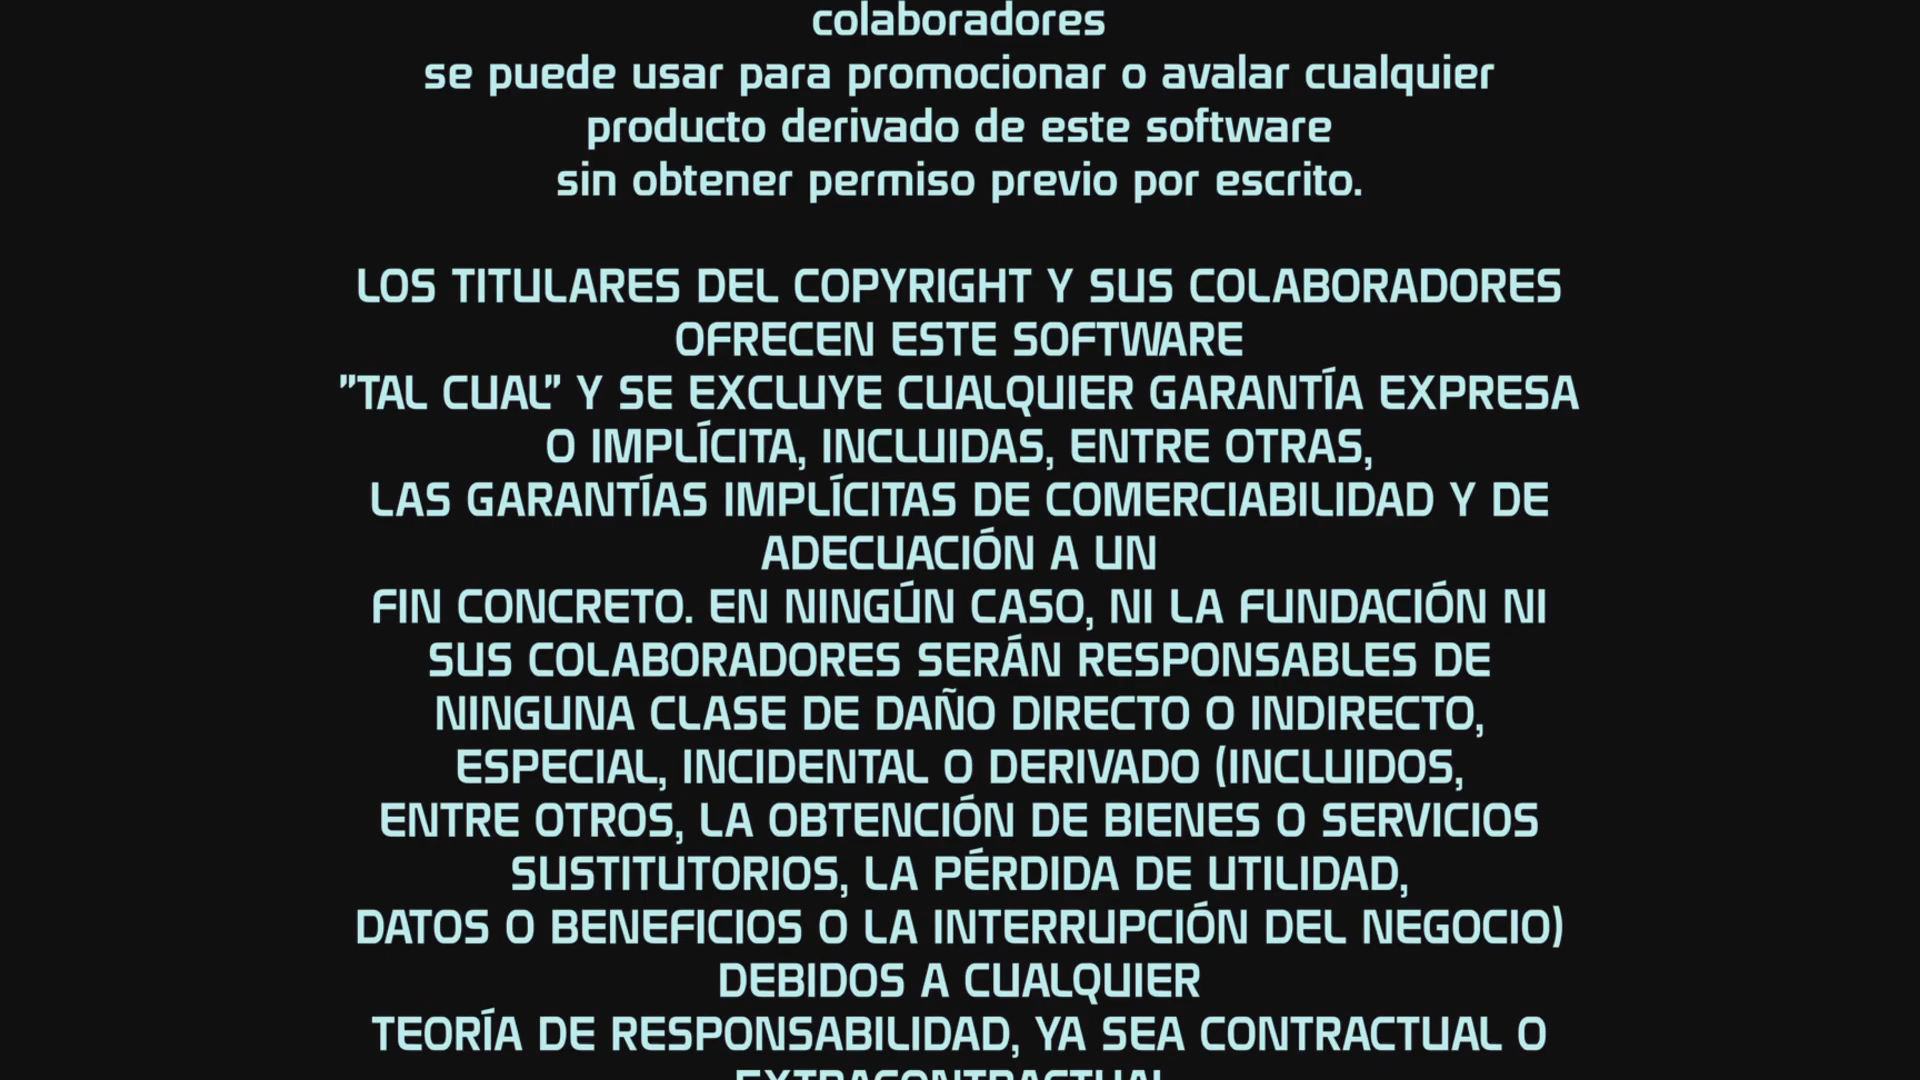 colaboradores
se puede usar para promocionar o avalar cualquier
producto derivado de este software
sin obtener permiso previo por escrito.
LOS TITULARES DEL COPYRIGHT Y SUS COLABORADORES
OFRECEN ESTE SOFTWARE
"TAL CUAL" Y SE EXCLUYE CUALQUIER GARANTÍA EXPRESA
O IMPLÍCITA, INCLUIDAS, ENTRE OTRAS,
LAS GARANTÍAS IMPLÍCITAS DE COMERCIABILIDAD Y DE
ADECUACIÓN A UN
FIN CONCRETO. EN NINGÚN CASO, NI LA FUNDACIÓN NI
SUS COLABORADORES SERÁN RESPONSABLES DE
NINGUNA CLASE DE DAÑO DIRECTO O INDIRECTO,
ESPECIAL, INCIDENTAL O DERIVADO (INCLUIDOS,
ENTRE OTROS, LA OBTENCIÓN DE BIENES O SERVICIOS
SUSTITUTORIOS, LA PÉRDIDA DE UTILIDAD,
DATOS O BENEFICIOS O LA INTERRUPCIÓN DEL NEGOCIO)
DEBIDOS A CUALQUIER
TEORÍA DE RESPONSABILIDAD, YA SEA CONTRACTUAL O
EXTRACONTRACTUAL